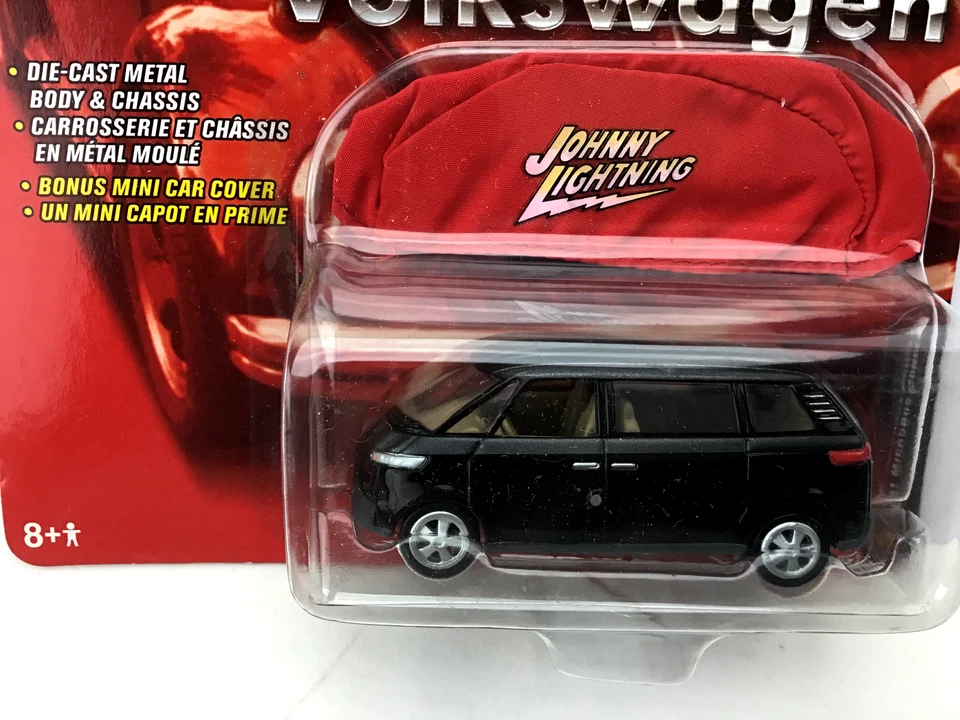 Volkswagen
• DIE-CAST METAL
BODY & CHASSIS
• CARROSSERIE ET CHÂSSIS
EN MÉTAL MOULÉ
• BONUS MINI CAR COVER
• UN MINI CAPOT EN PRIME
JOHNNY
LIGHTNING
8+